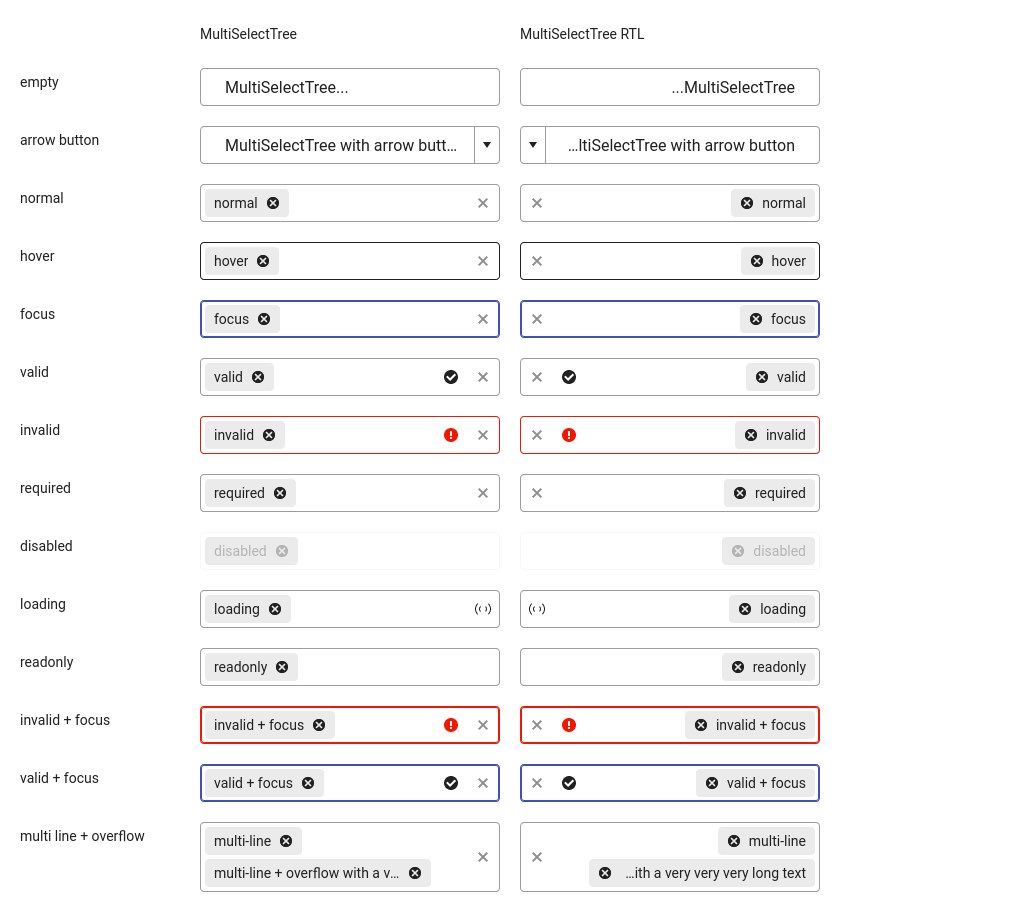 MultiSelectTree MultiSelectTree RTL
empty MultiSelectTree... ...MultiSelectTree
arrow button MultiSelectTree with arrow butt... ...ltiSelectTree with arrow button
normal normal normal
hover hover hover
focus focus focus
valid valid valid
invalid invalid invalid
required required required
disabled disabled disabled
loading loading loading
readonly readonly readonly
invalid + focus invalid + focus invalid + focus
valid + focus valid + focus valid + focus
multi line + overflow multi-line multi-line
multi-line + overflow with a v... ...ith a very very very long text